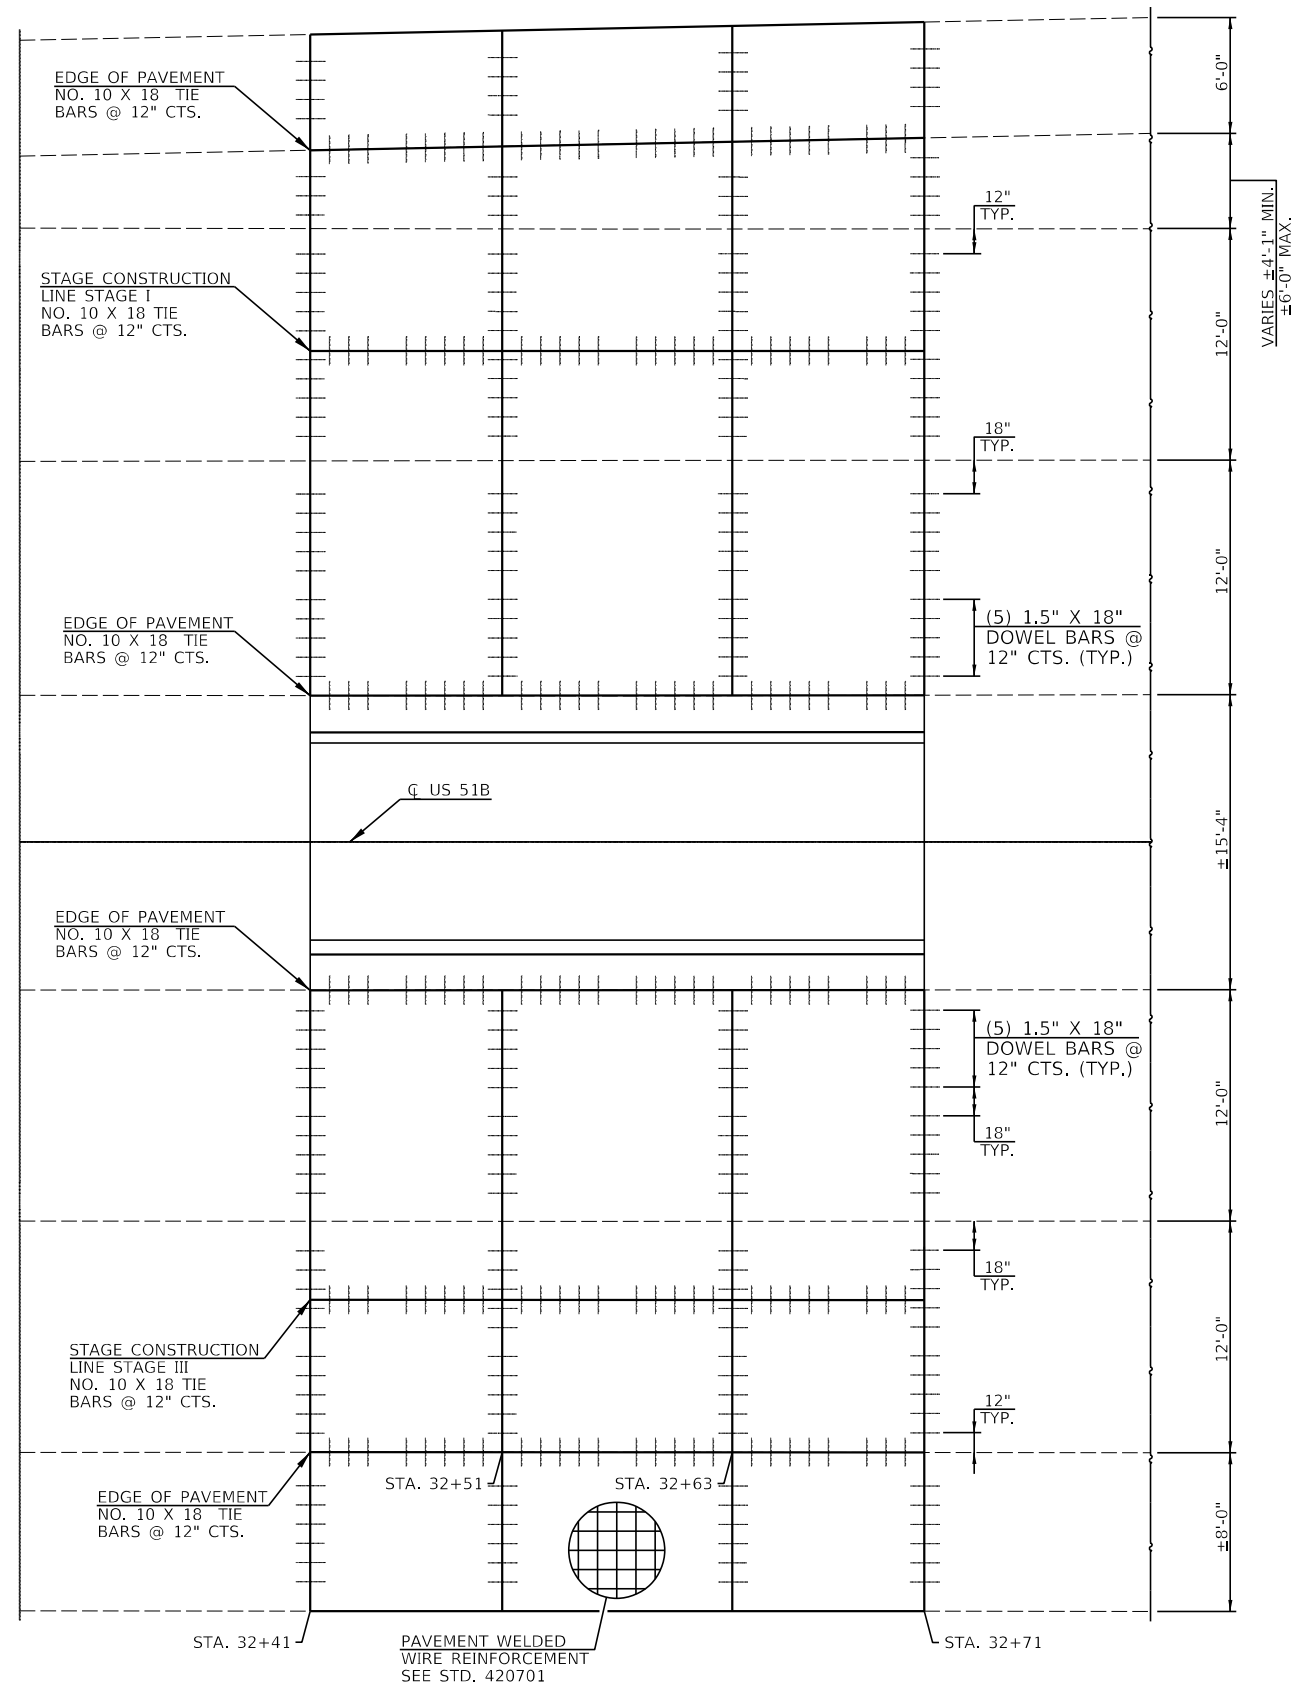 6'-0"
EDGE OF PAVEMENT
NO. 10 X 18 TIE
BARS @ 12" CTS.
VARIES ±4'-1" MIN.
±6'-0" MAX.
12"
TYP.
STAGE CONSTRUCTION
LINE STAGE I
NO. 10 X 18 TIE
BARS @ 12" CTS.
12'-0"
18"
TYP.
12'-0"
EDGE OF PAVEMENT
NO. 10 X 18 TIE
BARS @ 12" CTS.
(5) 1.5" X 18"
DOWEL BARS @
12" CTS. (TYP.)
℄ US 51B
±15'-4"
EDGE OF PAVEMENT
NO. 10 X 18 TIE
BARS @ 12" CTS.
(5) 1.5" X 18"
DOWEL BARS @
12" CTS. (TYP.)
12'-0"
18"
TYP.
18"
TYP.
STAGE CONSTRUCTION
LINE STAGE III
NO. 10 X 18 TIE
BARS @ 12" CTS.
12'-0"
12"
TYP.
STA. 32+51
STA. 32+63
EDGE OF PAVEMENT
NO. 10 X 18 TIE
BARS @ 12" CTS.
±8'-0"
STA. 32+41
PAVEMENT WELDED
WIRE REINFORCEMENT
SEE STD. 420701
STA. 32+71